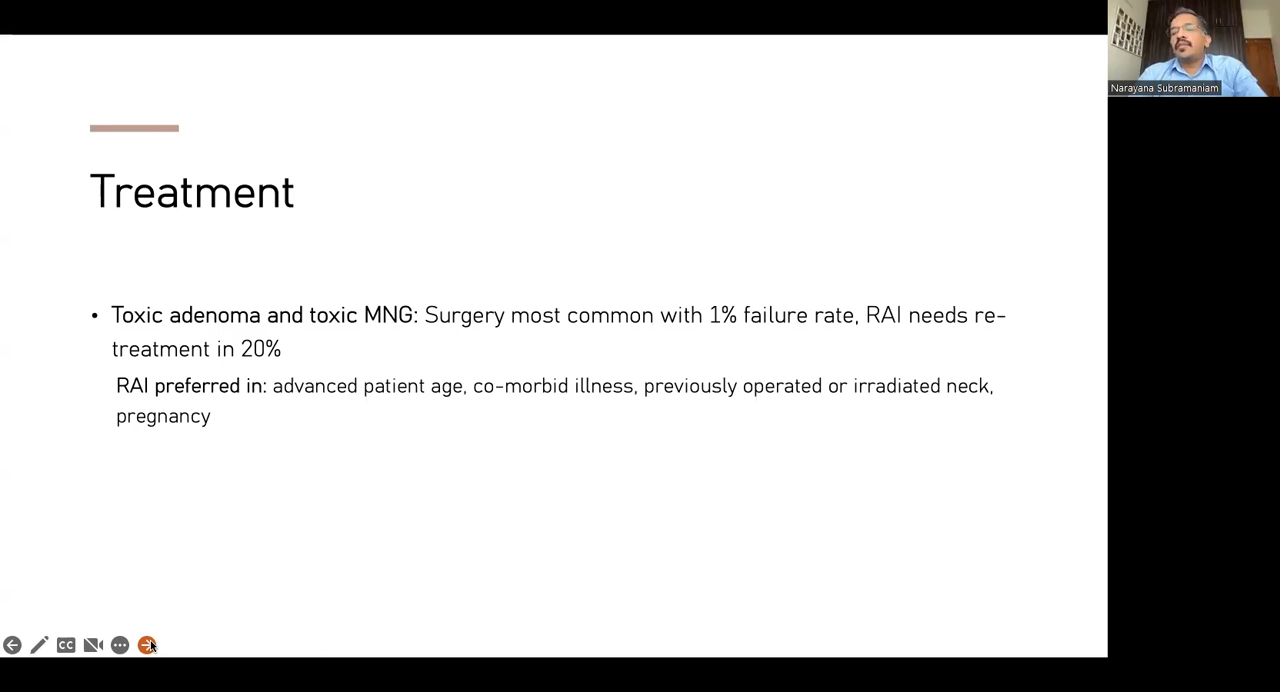 Narayana Subramaniam
Treatment
• Toxic adenoma and toxic MNG: Surgery most common with 1% failure rate, RAI needs re-
treatment in 20%
RAI preferred in: advanced patient age, co-morbid illness, previously operated or irradiated neck,
pregnancy
CC